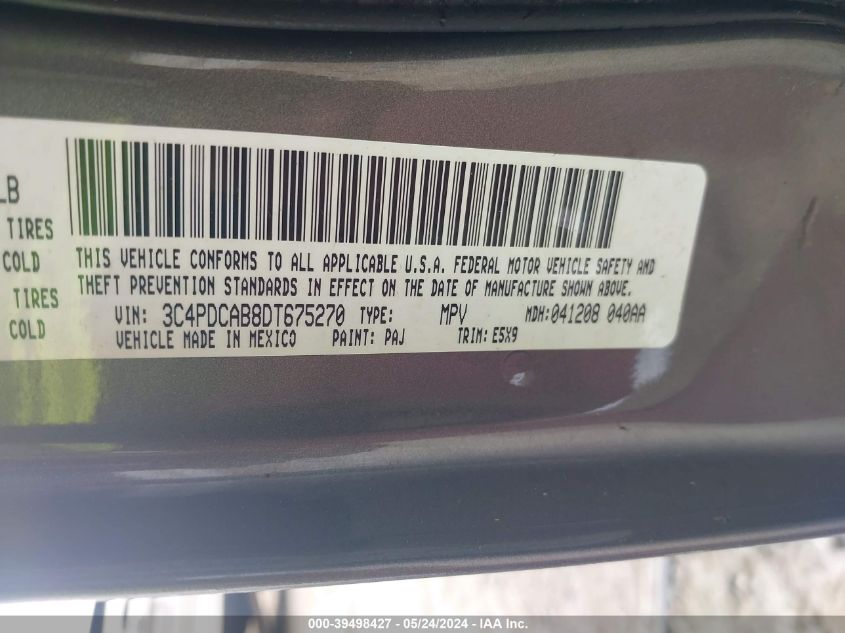 LB
TIRES
COLD
TIRES
COLD
THIS VEHICLE CONFORMS TO ALL APPLICABLE U.S.A. FEDERAL MOTOR VEHICLE SAFETY AND
THEFT PREVENTION STANDARDS IN EFFECT ON THE DATE OF MANUFACTURE SHOWN ABOVE.
VIN: 3C4PDCAB8DT675270 TYPE: MPV MDH:041208 040AA
VEHICLE MADE IN MEXICO PAINT: PAJ TRIM: E5X9
000-39498427 - 05/24/2024 - IAA Inc.